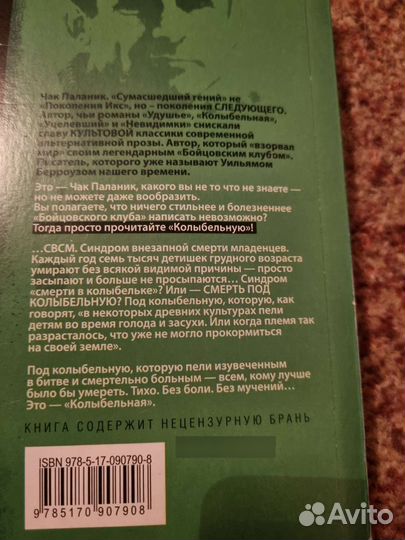 Чак Паланик. «Сумасшедший гений» не
«Поколения Икс», но – поколения СЛЕДУЮЩЕГО.
Автор, чьи романы «Удушье», «Колыбельная»,
«Уцелевший» и «Невидимки» снискали
славу КУЛЬТОВОЙ классики современной
альтернативной прозы. Автор, который «взорвал
мир» своим легендарным «Бойцовским клубом».
Писатель, которого уже называют Уильямом
Берроузом нашего времени.
Это — Чак Паланик, какого вы не то что не знаете —
но не можете даже вообразить.
Вы полагаете, что ничего стильнее и болезненнее
«Бойцовского клуба» написать невозможно?
Тогда просто прочитайте «Колыбельную»!
...СВСМ. Синдром внезапной смерти младенцев.
Каждый год семь тысяч детишек грудного возраста
умирают без всякой видимой причины — просто
засыпают и больше не просыпаются... Синдром
«смерти в колыбельке»? Или — СМЕРТЬ ПОД
КОЛЫБЕЛЬНУЮ? Под колыбельную, которую, как
говорят, «в некоторых древних культурах пели
детям во время голода и засухи. Или когда племя так
разрасталось, что уже не могло прокормиться
на своей земле».
Под колыбельную, которую пели изувеченным
в битве и смертельно больным — всем, кому лучше
было бы умереть. Тихо. Без боли. Без мучений...
Это — «Колыбельная».
КНИГА СОДЕРЖИТ НЕЦЕНЗУРНУЮ БРАНЬ
ISBN 978-5-17-090790-8
9 785170 907908
Avito